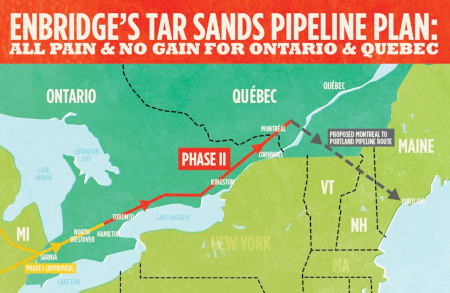 ENBRIDGE'S TAR SANDS PIPELINE PLAN:
ALL PAIN & NO GAIN FOR ONTARIO & QUEBEC
ONTARIO
QUÉBEC
QUÉBEC
GEORGIAN
BAY
LAKE
HURON
PHASE II
MONTRÉAL
CORNWALL
PROPOSED MONTREAL TO
PORTLAND PIPELINE ROUTE
MAINE
KINGSTON
TORONTO
LAKE ONTARIO
VT
NH
PORTLAND
MI
NORTH
WESTOVER
HAMILTON
SARNIA
PHASE I (APPROVED)
LAKE ERIE
NEW YORK
MA